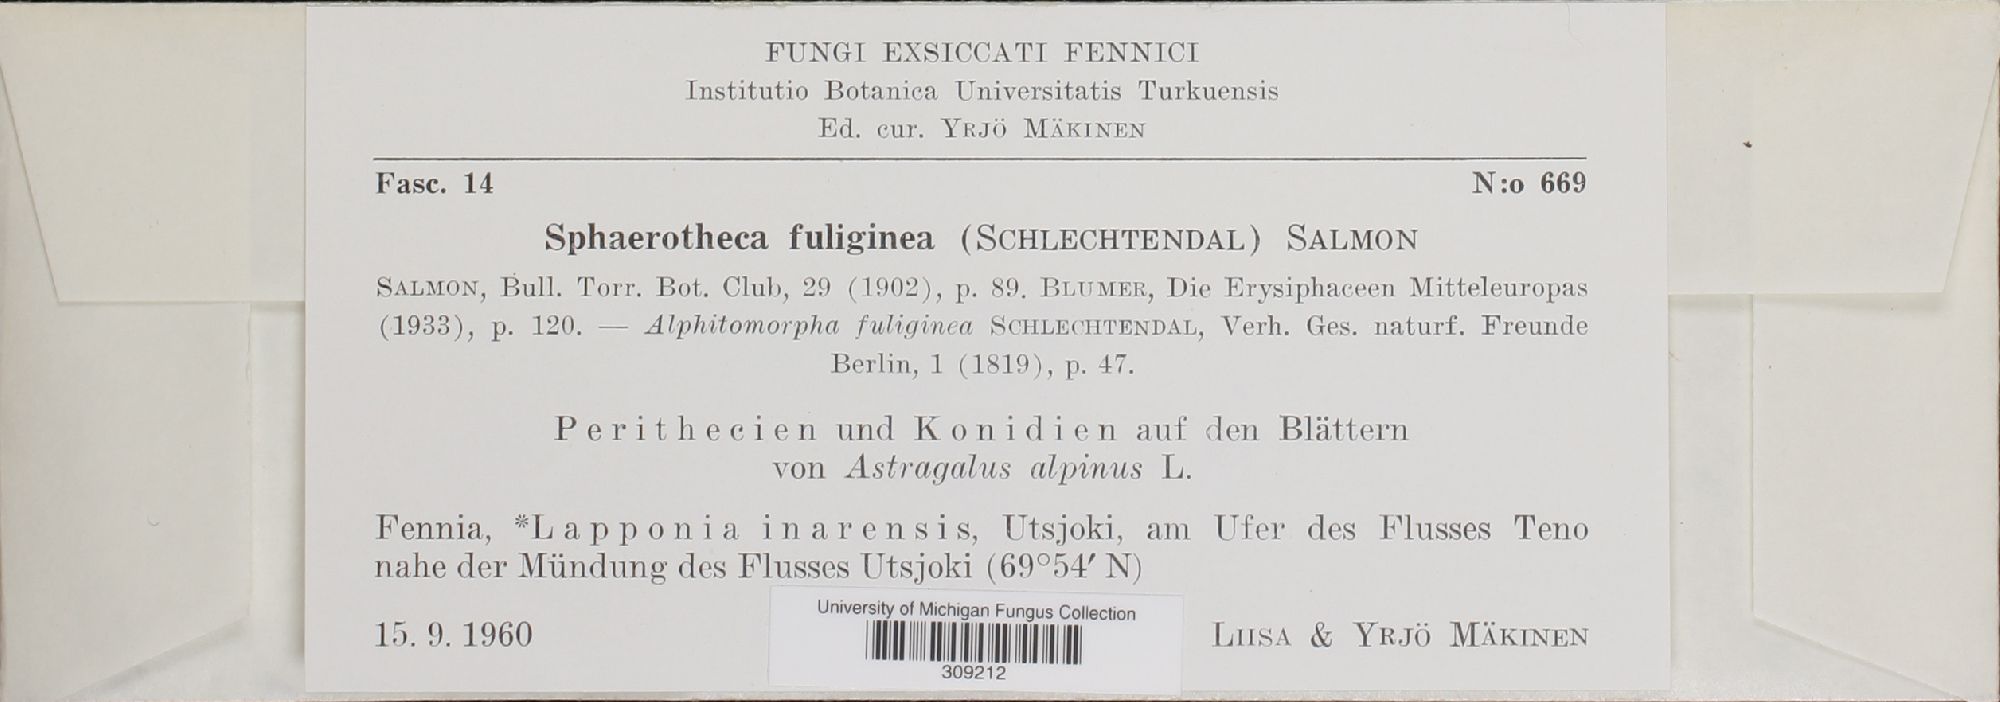 FUNGI EXSICCATI FENNICI
Institutio Botanica Universitatis Turkuensis
Ed. cur. YRJÖ MÄKINEN
Fasc. 14 N:o 669
Sphaerotheca fuliginea (SCHLECHTENDAL) SALMON
SALMON, Bull. Torr. Bot. Club, 29 (1902), p. 89. BLUMER, Die Erysiphaceen Mitteleuropas
(1933), p. 120. — Alphitomorpha fuliginea SCHLECHTENDAL, Verh. Ges. naturf. Freunde
Berlin, 1 (1819), p. 47.
Perithecien und Konidien auf den Blättern
von Astragalus alpinus L.
Fennia, *Lapponia inarensis, Utsjoki, am Ufer des Flusses Teno
nahe der Mündung des Flusses Utsjoki (69°54′ N)
15. 9. 1960 LIISA & YRJÖ MÄKINEN
University of Michigan Fungus Collection
309212